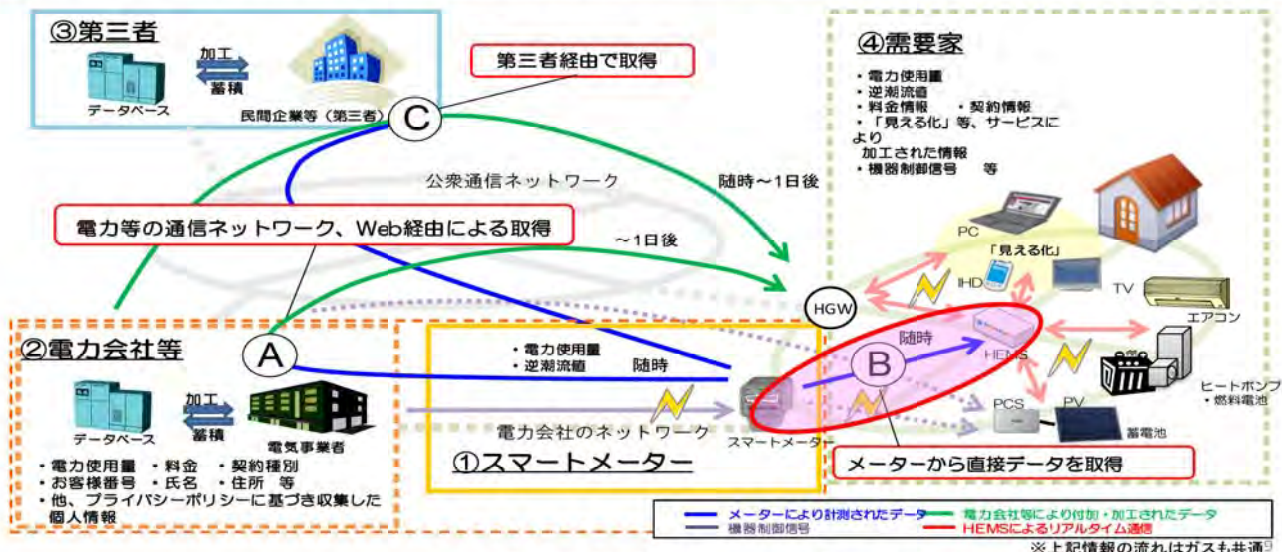 ③第三者
加工
蓄積
データベース
民間企業等（第三者）
C
第三者経由で取得
公衆通信ネットワーク
随時～1日後
電力等の通信ネットワーク、Web経由による取得
～1日後
②電力会社等
A
加工
蓄積
データベース
電気事業者
・電力使用量 ・料金 ・契約種別
・お客様番号 ・氏名 ・住所 等
・他、プライバシーポリシーに基づき収集した
個人情報
・電力使用量
・逆潮流値
随時
電力会社のネットワーク
①スマートメーター
スマートメーター
④需要家
・電力使用量
・逆潮流値
・料金情報 ・契約情報
・「見える化」等、サービスに
より
加工された情報
・機器制御信号 等
PC
「見える化」
IHD
TV
エアコン
HGW
随時
B
HEMS
ヒートポンプ
・燃料電池
PCS
PV
蓄電池
メーターから直接データを取得
メーターにより計測されたデータ
電力会社等により付加・加工されたデータ
機器制御信号
HEMSによるリアルタイム通信
※上記情報の流れはガスも共通
9